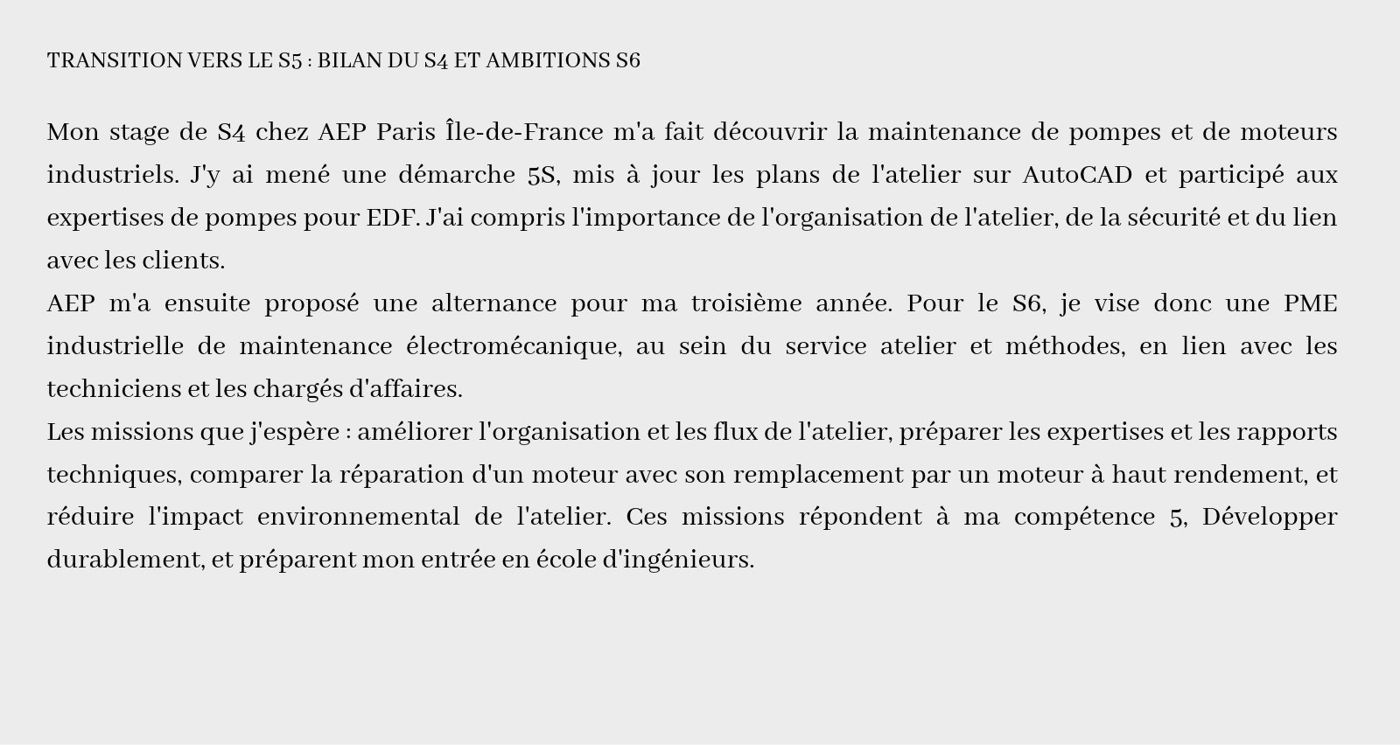 TRANSITION VERS LE S5 : BILAN DU S4 ET AMBITIONS S6
Mon stage de S4 chez AEP Paris Île-de-France m'a fait découvrir la maintenance de pompes et de moteurs
industriels. J'y ai mené une démarche 5S, mis à jour les plans de l'atelier sur AutoCAD et participé aux
expertises de pompes pour EDF. J'ai compris l'importance de l'organisation de l'atelier, de la sécurité et du lien
avec les clients.
AEP m'a ensuite proposé une alternance pour ma troisième année. Pour le S6, je vise donc une PME
industrielle de maintenance électromécanique, au sein du service atelier et méthodes, en lien avec les
techniciens et les chargés d'affaires.
Les missions que j'espère : améliorer l'organisation et les flux de l'atelier, préparer les expertises et les rapports
techniques, comparer la réparation d'un moteur avec son remplacement par un moteur à haut rendement, et
réduire l'impact environnemental de l'atelier. Ces missions répondent à ma compétence 5, Développer
durablement, et préparent mon entrée en école d'ingénieurs.